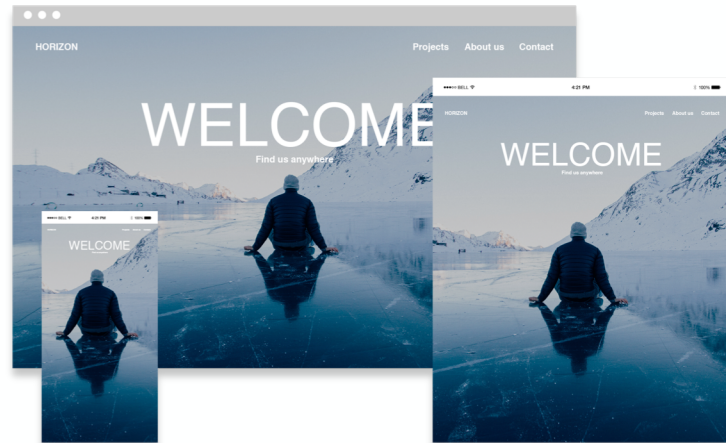 HORIZON Projects About us Contact
WELCOME
Find us anywhere
●●●○○ BELL 4:21 PM 100%
HORIZON Projects About us Contact
WELCOME
Find us anywhere
●●●○○ BELL 4:21 PM 100%
WELCOME